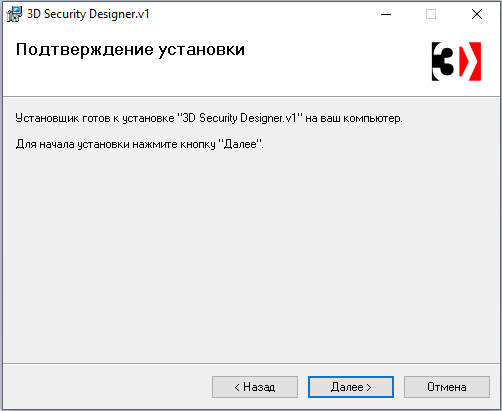 3D Security Designer.v1
Подтверждение установки
3D
Установщик готов к установке "3D Security Designer.v1" на ваш компьютер.
Для начала установки нажмите кнопку "Далее".
< Назад
Далее >
Отмена